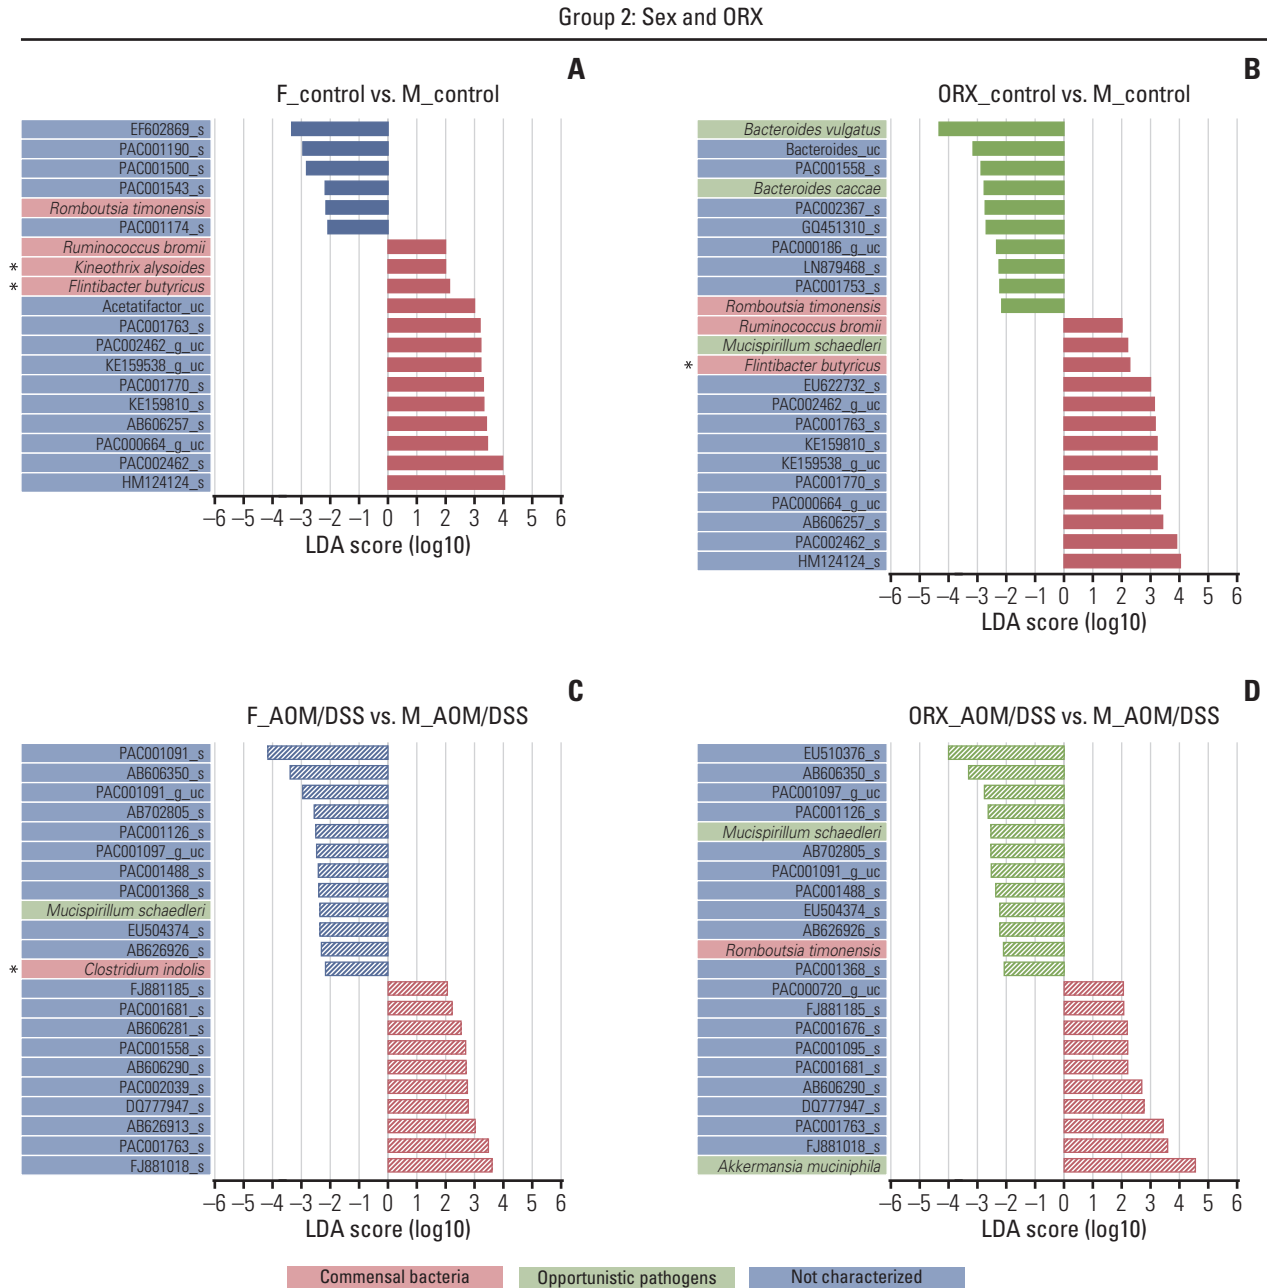 Group 2: Sex and ORX
A
F_control vs. M_control
EF602869_s
PAC001190_s
PAC001500_s
PAC001543_s
Romboutsia timonensis
PAC001174_s
Ruminococcus bromii
* Kineothrix alysoides
* Flintibacter butyricus
Acetatifactor_uc
PAC001763_s
PAC002462_g_uc
KE159538_g_uc
PAC001770_s
KE159810_s
AB606257_s
PAC000664_g_uc
PAC002462_s
HM124124_s
–6 –5 –4 –3 –2 –1 0 1 2 3 4 5 6
LDA score (log10)
B
ORX_control vs. M_control
Bacteroides vulgatus
Bacteroides_uc
PAC001558_s
Bacteroides caccae
PAC002367_s
GQ451310_s
PAC000186_g_uc
LN879468_s
PAC001753_s
Romboutsia timonensis
Ruminococcus bromii
Mucispirillum schaedleri
* Flintibacter butyricus
EU622732_s
PAC002462_g_uc
PAC001763_s
KE159810_s
KE159538_g_uc
PAC001770_s
PAC000664_g_uc
AB606257_s
PAC002462_s
HM124124_s
–6 –5 –4 –3 –2 –1 0 1 2 3 4 5 6
LDA score (log10)
C
F_AOM/DSS vs. M_AOM/DSS
PAC001091_s
AB606350_s
PAC001091_g_uc
AB702805_s
PAC001126_s
PAC001097_g_uc
PAC001488_s
PAC001368_s
Mucispirillum schaedleri
EU504374_s
AB626926_s
* Clostridium indolis
FJ881185_s
PAC001681_s
AB606281_s
PAC001558_s
AB606290_s
PAC002039_s
DQ777947_s
AB626913_s
PAC001763_s
FJ881018_s
–6 –5 –4 –3 –2 –1 0 1 2 3 4 5 6
LDA score (log10)
D
ORX_AOM/DSS vs. M_AOM/DSS
EU510376_s
AB606350_s
PAC001097_g_uc
PAC001126_s
Mucispirillum schaedleri
AB702805_s
PAC001091_g_uc
PAC001488_s
EU504374_s
AB626926_s
Romboutsia timonensis
PAC001368_s
PAC000720_g_uc
FJ881185_s
PAC001676_s
PAC001095_s
PAC001681_s
AB606290_s
DQ777947_s
PAC001763_s
FJ881018_s
Akkermansia muciniphila
–6 –5 –4 –3 –2 –1 0 1 2 3 4 5 6
LDA score (log10)
Commensal bacteria
Opportunistic pathogens
Not characterized